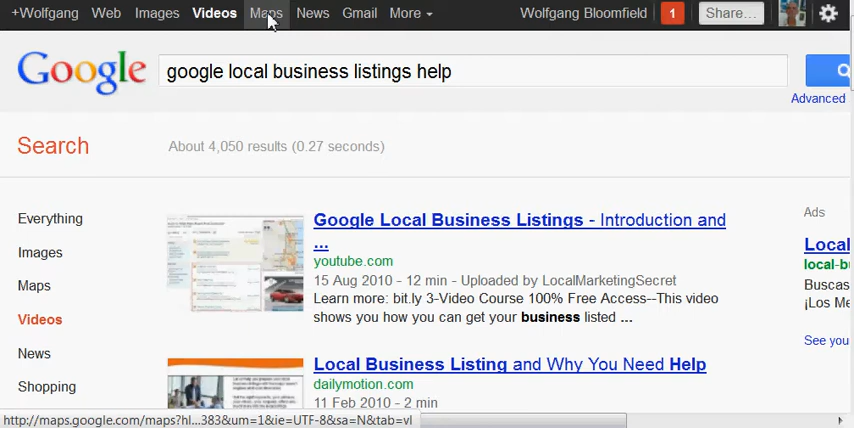 +Wolfgang Web Images Videos Maps News Gmail More Wolfgang Bloomfield 1 Share...
Google google local business listings help
Advanced
Search About 4,050 results (0.27 seconds)
Everything
Images
Maps
Videos
News
Shopping
Google Local Business Listings - Introduction and
...
youtube.com
15 Aug 2010 - 12 min - Uploaded by LocalMarketingSecret
Learn more: bit.ly 3-Video Course 100% Free Access--This video
shows you how you can get your business listed ...
Local Business Listing and Why You Need Help
dailymotion.com
11 Feb 2010 - 2 min
Ads
Local
local-b
Buscas
¡Los Me
See you
http://maps.google.com/maps?hl...383&um=1&ie=UTF-8&sa=N&tab=vl